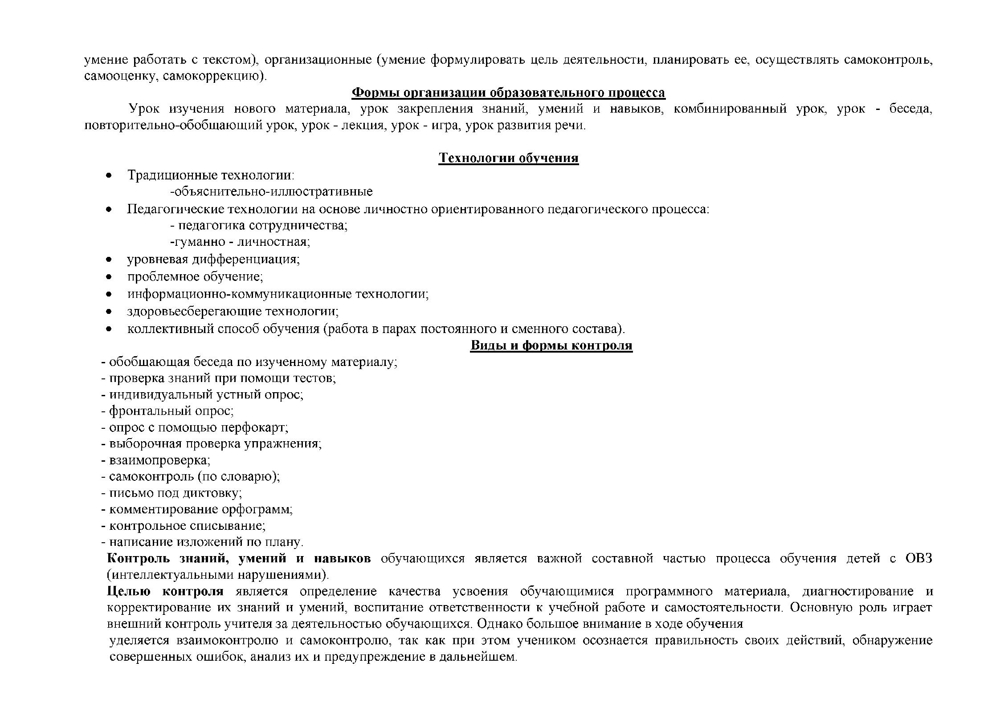 умение работать с текстом), организационные (умение формулировать цель деятельности, планировать ее, осуществлять самоконтроль,
самооценку, самокоррекцию).
Формы организации образовательного процесса
Урок изучения нового материала, урок закрепления знаний, умений и навыков, комбинированный урок, урок - беседа,
повторительно-обобщающий урок, урок - лекция, урок - игра, урок развития речи.
Технологии обучения
• Традиционные технологии:
-объяснительно-иллюстративные
• Педагогические технологии на основе личностно ориентированного педагогического процесса:
- педагогика сотрудничества;
-гуманно - личностная;
• уровневая дифференциация;
• проблемное обучение;
• информационно-коммуникационные технологии;
• здоровьесберегающие технологии;
• коллективный способ обучения (работа в парах постоянного и сменного состава).
Виды и формы контроля
- обобщающая беседа по изученному материалу;
- проверка знаний при помощи тестов;
- индивидуальный устный опрос;
- фронтальный опрос;
- опрос с помощью перфокарт;
- выборочная проверка упражнения;
- взаимопроверка;
- самоконтроль (по словарю);
- письмо под диктовку;
- комментирование орфограмм;
- контрольное списывание;
- написание изложений по плану.
Контроль знаний, умений и навыков обучающихся является важной составной частью процесса обучения детей с ОВЗ
(интеллектуальными нарушениями).
Целью контроля является определение качества усвоения обучающимися программного материала, диагностирование и
корректирование их знаний и умений, воспитание ответственности к учебной работе и самостоятельности. Основную роль играет
внешний контроль учителя за деятельностью обучающихся. Однако большое внимание в ходе обучения
уделяется взаимоконтролю и самоконтролю, так как при этом учеником осознается правильность своих действий, обнаружение
совершенных ошибок, анализ их и предупреждение в дальнейшем.